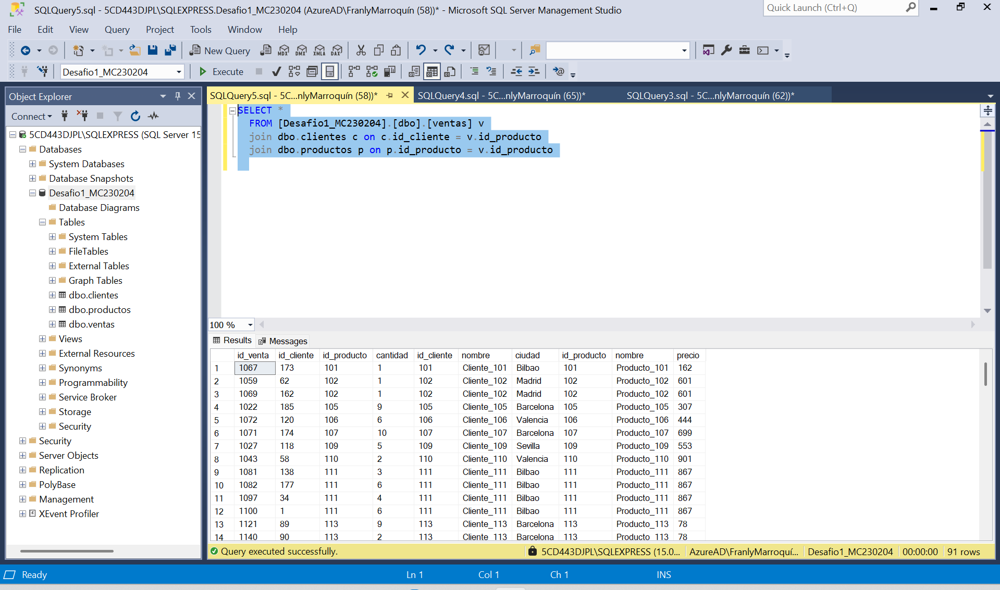 SQLQuery5.sql - 5CD443DJPL\SQLEXPRESS.Desafio1_MC230204 (AzureAD\FranlyMarroquín (58))* - Microsoft SQL Server Management Studio
Quick Launch (Ctrl+Q)
File Edit View Query Project Tools Window Help
New Query MDX DMX XMLA DAX
Desafio1_MC230204 Execute
Object Explorer
Connect
5CD443DJPL\SQLEXPRESS (SQL Server 15
Databases
System Databases
Database Snapshots
Desafio1_MC230204
Database Diagrams
Tables
System Tables
FileTables
External Tables
Graph Tables
dbo.clientes
dbo.productos
dbo.ventas
Views
External Resources
Synonyms
Programmability
Service Broker
Storage
Security
Security
Server Objects
Replication
PolyBase
Management
XEvent Profiler
SQLQuery5.sql - 5C...nlyMarroquín (58))* SQLQuery4.sql - 5C...nlyMarroquín (65))* SQLQuery3.sql - 5C...nlyMarroquín (62))*
SELECT *
FROM [Desafio1_MC230204].[dbo].[ventas] v
join dbo.clientes c on c.id_cliente = v.id_producto
join dbo.productos p on p.id_producto = v.id_producto
100 %
Results Messages
id_venta id_cliente id_producto cantidad id_cliente nombre ciudad id_producto nombre precio
1 1067 173 101 1 101 Cliente_101 Bilbao 101 Producto_101 162
2 1059 62 102 1 102 Cliente_102 Madrid 102 Producto_102 601
3 1069 162 102 1 102 Cliente_102 Madrid 102 Producto_102 601
4 1022 185 105 9 105 Cliente_105 Barcelona 105 Producto_105 307
5 1072 120 106 6 106 Cliente_106 Valencia 106 Producto_106 444
6 1071 174 107 10 107 Cliente_107 Barcelona 107 Producto_107 699
7 1027 118 109 5 109 Cliente_109 Sevilla 109 Producto_109 553
8 1043 58 110 2 110 Cliente_110 Valencia 110 Producto_110 901
9 1081 138 111 3 111 Cliente_111 Bilbao 111 Producto_111 867
10 1082 177 111 6 111 Cliente_111 Bilbao 111 Producto_111 867
11 1097 34 111 4 111 Cliente_111 Bilbao 111 Producto_111 867
12 1100 1 111 6 111 Cliente_111 Bilbao 111 Producto_111 867
13 1121 89 113 9 113 Cliente_113 Barcelona 113 Producto_113 78
14 1140 90 113 2 113 Cliente_113 Barcelona 113 Producto_113 78
Query executed successfully. 5CD443DJPL\SQLEXPRESS (15.0... AzureAD\FranlyMarroquí... Desafio1_MC230204 00:00:00 91 rows
Ready Ln 1 Col 1 Ch 1 INS